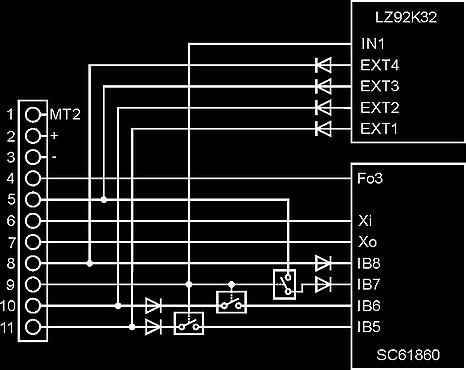 LZ92K32
IN1
EXT4
EXT3
EXT2
EXT1
1 MT2
2 +
3 -
4 Fo3
5
6 Xi
7 Xo
8 IB8
9 IB7
10 IB6
11 IB5
SC61860